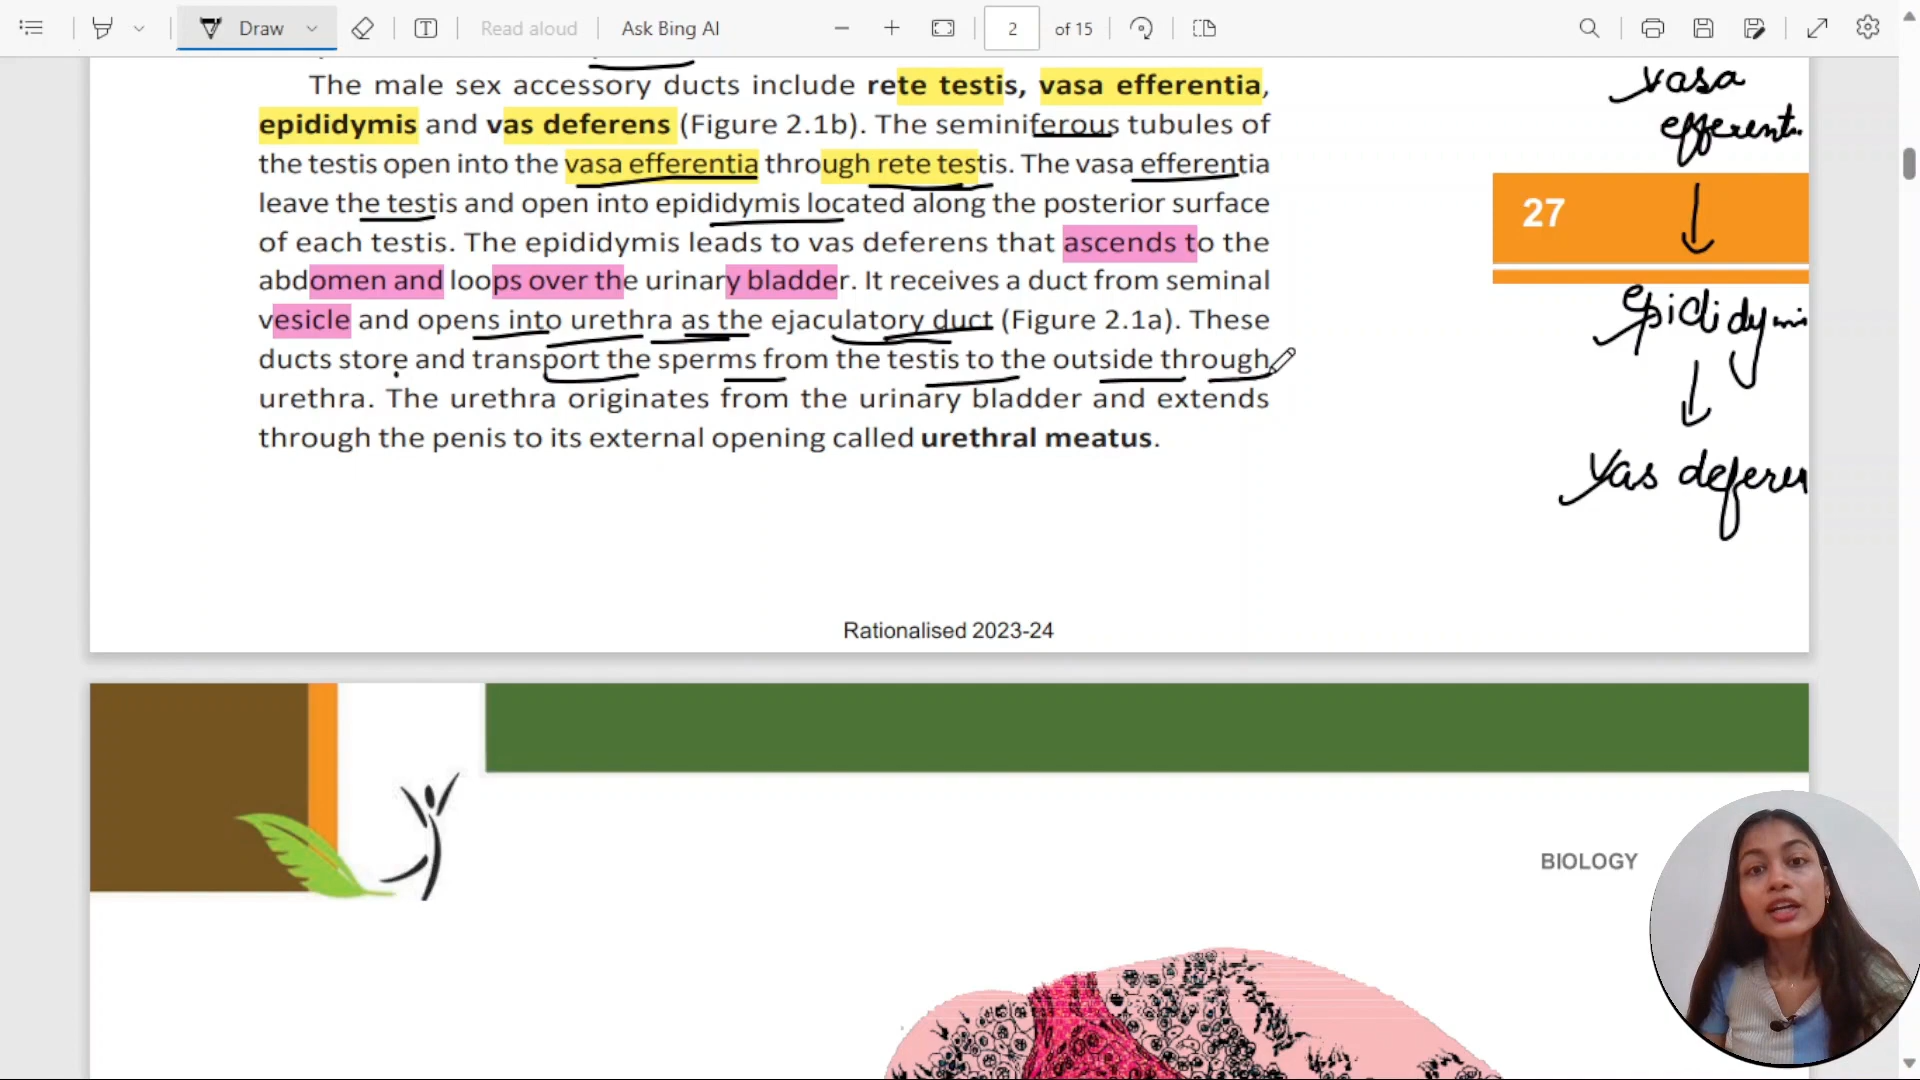 Draw
Read aloud
Ask Bing AI
2
of 15
The male sex accessory ducts include rete testis, vasa efferentia,
epididymis and vas deferens (Figure 2.1b). The seminiferous tubules of
the testis open into the vasa efferentia through rete testis. The vasa efferentia
leave the testis and open into epididymis located along the posterior surface
of each testis. The epididymis leads to vas deferens that ascends to the
abdomen and loops over the urinary bladder. It receives a duct from seminal
vesicle and opens into urethra as the ejaculatory duct (Figure 2.1a). These
ducts store and transport the sperms from the testis to the outside through
urethra. The urethra originates from the urinary bladder and extends
through the penis to its external opening called urethral meatus.
Rationalised 2023-24
vasa
efferent
27
epididymi
vas deferen
BIOLOGY